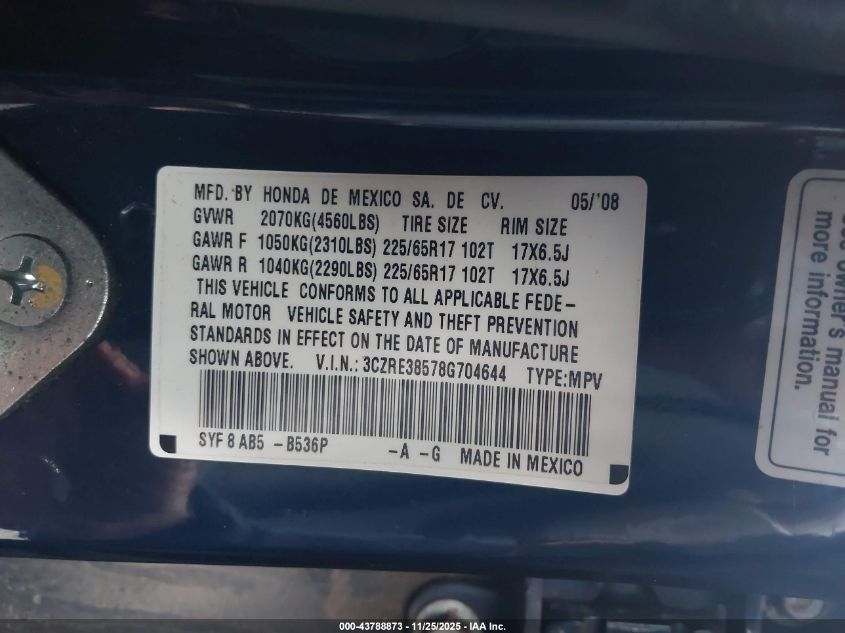 MFD. BY HONDA DE MEXICO SA. DE CV. 05/'08
GVWR 2070KG(4560LBS) TIRE SIZE RIM SIZE
GAWR F 1050KG(2310LBS) 225/65R17 102T 17X6.5J
GAWR R 1040KG(2290LBS) 225/65R17 102T 17X6.5J
THIS VEHICLE CONFORMS TO ALL APPLICABLE FEDE-
RAL MOTOR VEHICLE SAFETY AND THEFT PREVENTION
STANDARDS IN EFFECT ON THE DATE OF MANUFACTURE
SHOWN ABOVE. V.I.N.: 3CZRE38578G704644 TYPE:MPV
SYF 8 AB5 -B536P -A -G MADE IN MEXICO
See owner's manual for
more information.
000-43788873 - 11/25/2025 - IAAI.COM